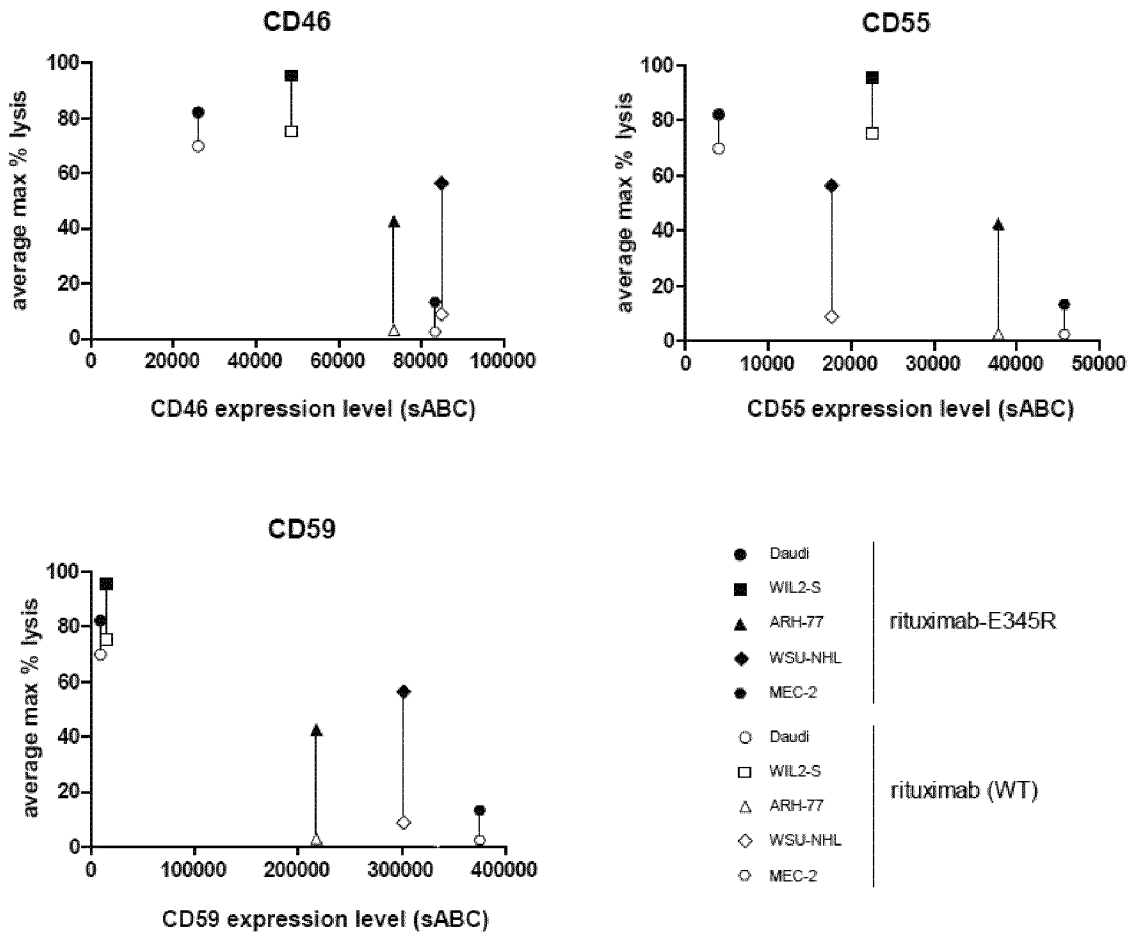 CD46
average max % lysis
100
80
60
40
20
0
0 20000 40000 60000 80000 100000
CD46 expression level (sABC)
CD55
average max % lysis
100
80
60
40
20
0
0 10000 20000 30000 40000 50000
CD55 expression level (sABC)
CD59
average max % lysis
100
80
60
40
20
0
0 100000 200000 300000 400000
CD59 expression level (sABC)
Daudi
WIL2-S
ARH-77
WSU-NHL
MEC-2
rituximab-E345R
Daudi
WIL2-S
ARH-77
WSU-NHL
MEC-2
rituximab (WT)